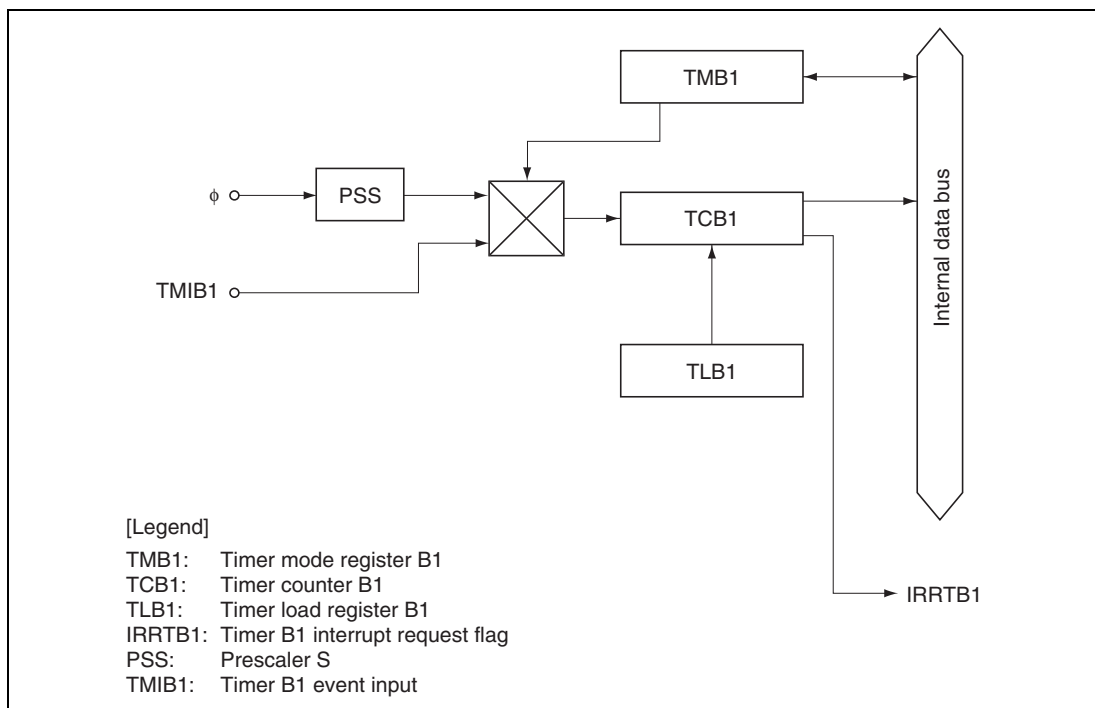 TMB1
φ
PSS
TCB1
TMIB1
TLB1
Internal data bus
IRRTB1
[Legend]
TMB1: Timer mode register B1
TCB1: Timer counter B1
TLB1: Timer load register B1
IRRTB1: Timer B1 interrupt request flag
PSS: Prescaler S
TMIB1: Timer B1 event input